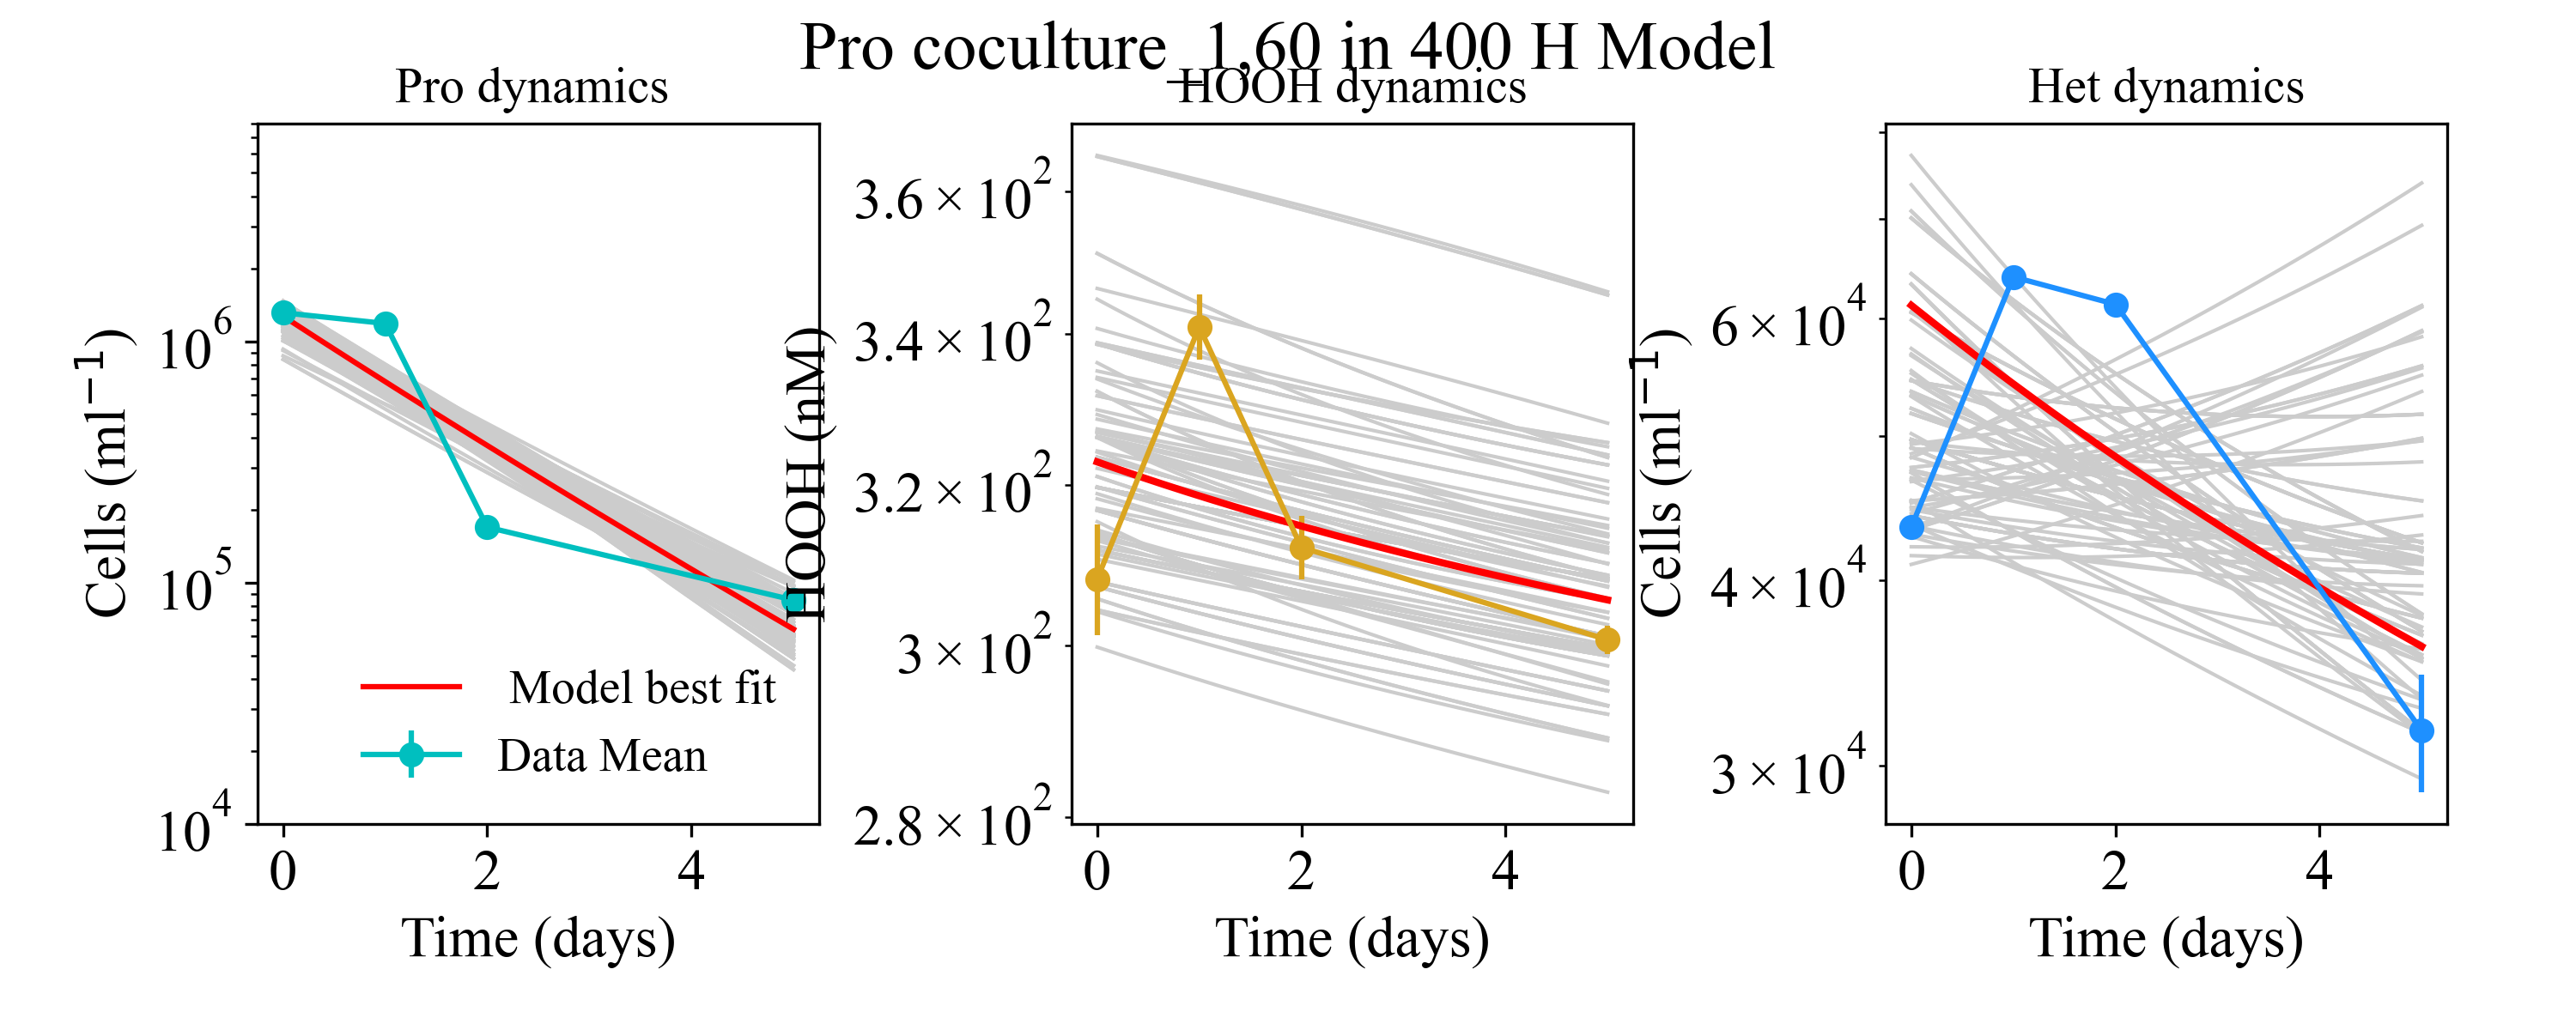 Pro coculture_1,60 in 400 H Model
Pro dynamics
Cells (ml⁻¹)
10⁶
10⁵
10⁴
Model best fit
Data Mean
0 2 4
Time (days)
HOOH dynamics
HOOH (nM)
3.6 × 10²
3.4 × 10²
3.2 × 10²
3 × 10²
2.8 × 10²
0 2 4
Time (days)
Het dynamics
Cells (ml⁻¹)
6 × 10⁴
4 × 10⁴
3 × 10⁴
0 2 4
Time (days)